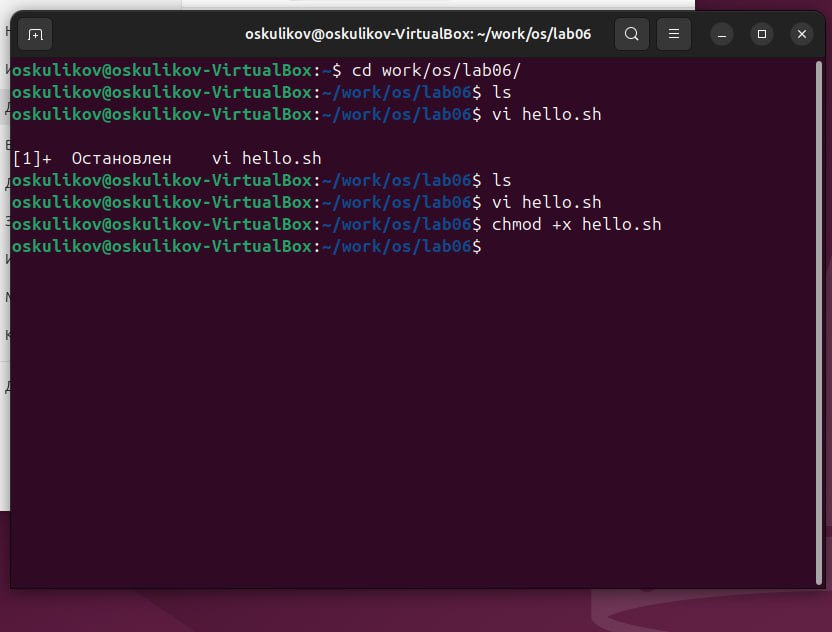 oskulikov@oskulikov-VirtualBox: ~/work/os/lab06
oskulikov@oskulikov-VirtualBox:~$ cd work/os/lab06/
oskulikov@oskulikov-VirtualBox:~/work/os/lab06$ ls
oskulikov@oskulikov-VirtualBox:~/work/os/lab06$ vi hello.sh
[1]+  Остановлен    vi hello.sh
oskulikov@oskulikov-VirtualBox:~/work/os/lab06$ ls
oskulikov@oskulikov-VirtualBox:~/work/os/lab06$ vi hello.sh
oskulikov@oskulikov-VirtualBox:~/work/os/lab06$ chmod +x hello.sh
oskulikov@oskulikov-VirtualBox:~/work/os/lab06$